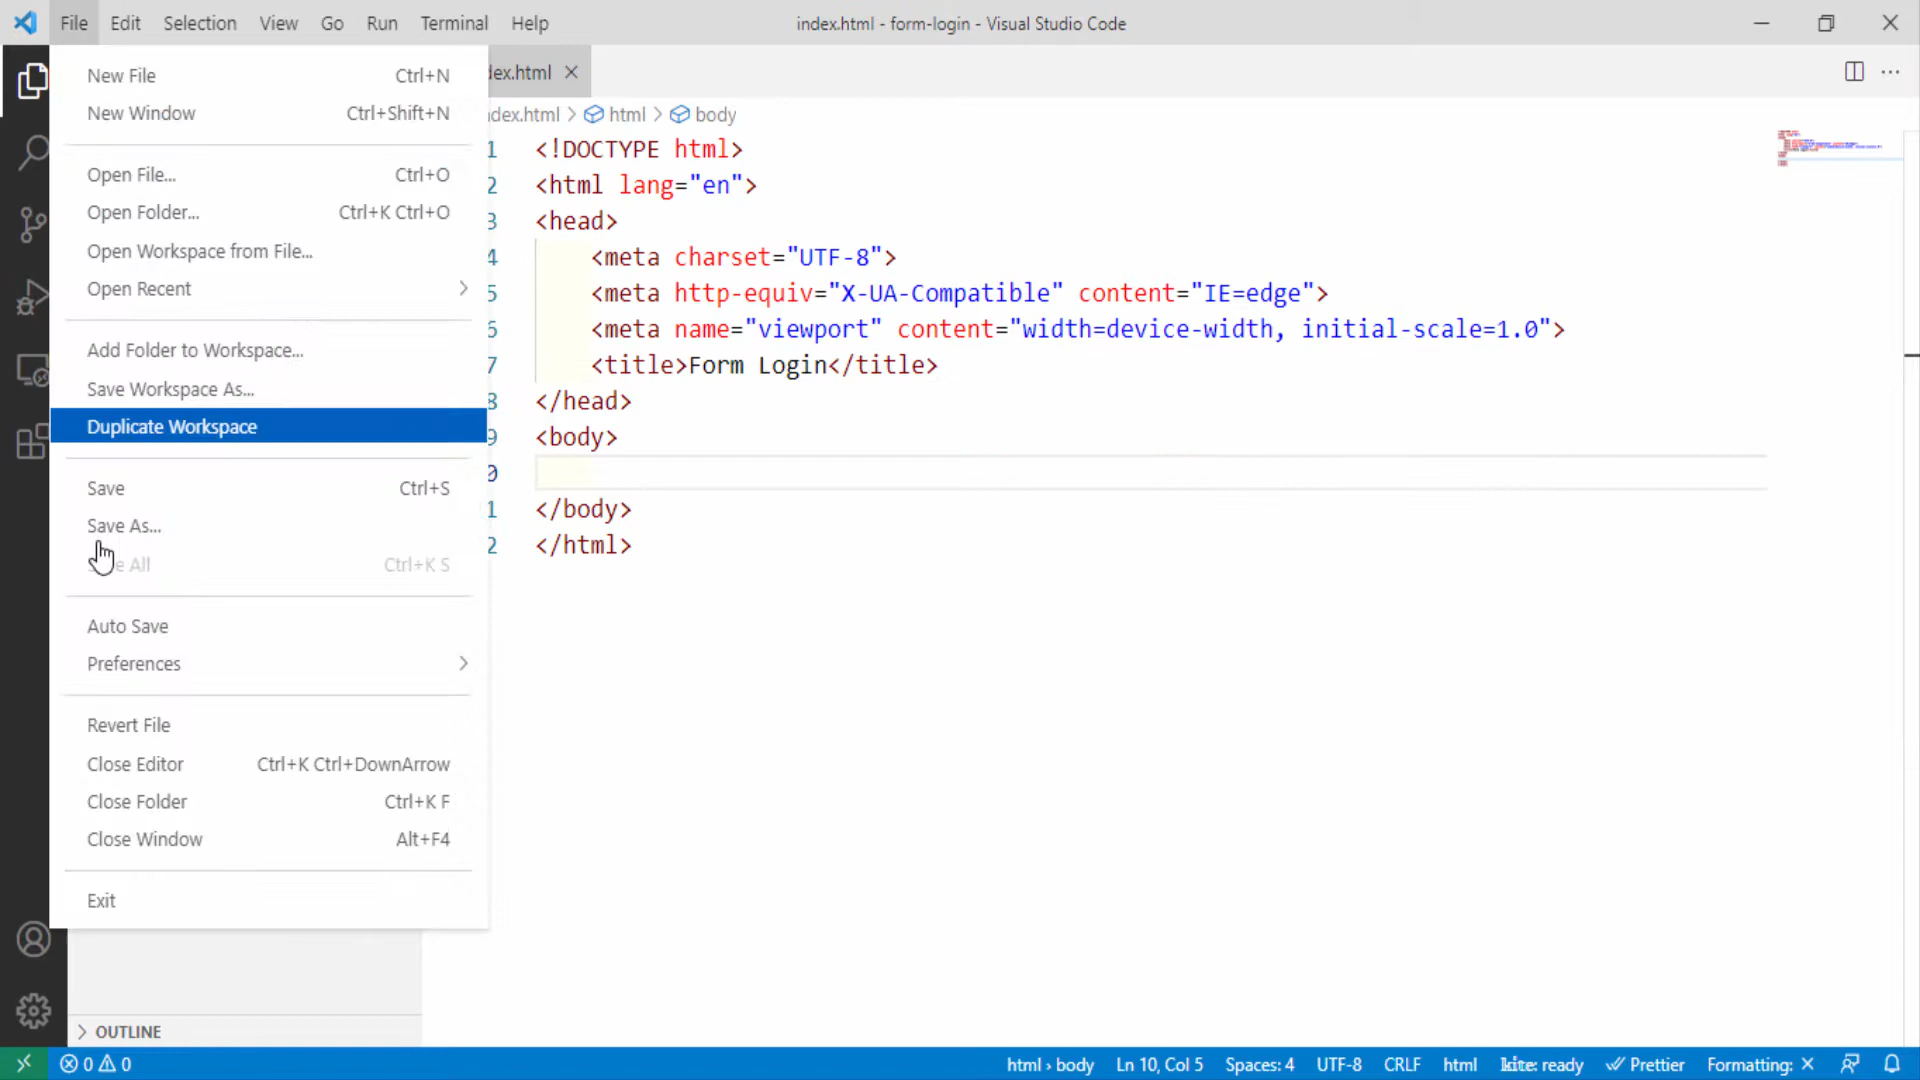 File Edit Selection View Go Run Terminal Help index.html - form-login - Visual Studio Code
New File Ctrl+N
New Window Ctrl+Shift+N
Open File... Ctrl+O
Open Folder... Ctrl+K Ctrl+O
Open Workspace from File...
Open Recent
Add Folder to Workspace...
Save Workspace As...
Duplicate Workspace
Save Ctrl+S
Save As...
All Ctrl+K S
Auto Save
Preferences
Revert File
Close Editor Ctrl+K Ctrl+DownArrow
Close Folder Ctrl+K F
Close Window Alt+F4
Exit
OUTLINE
dex.html
dex.html > html > body
1 <!DOCTYPE html>
2 <html lang="en">
3 <head>
4 <meta charset="UTF-8">
5 <meta http-equiv="X-UA-Compatible" content="IE=edge">
6 <meta name="viewport" content="width=device-width, initial-scale=1.0">
7 <title>Form Login</title>
8 </head>
9 <body>
0
1 </body>
2 </html>
0 0 html › body Ln 10, Col 5 Spaces: 4 UTF-8 CRLF html kite: ready Prettier Formatting: ×